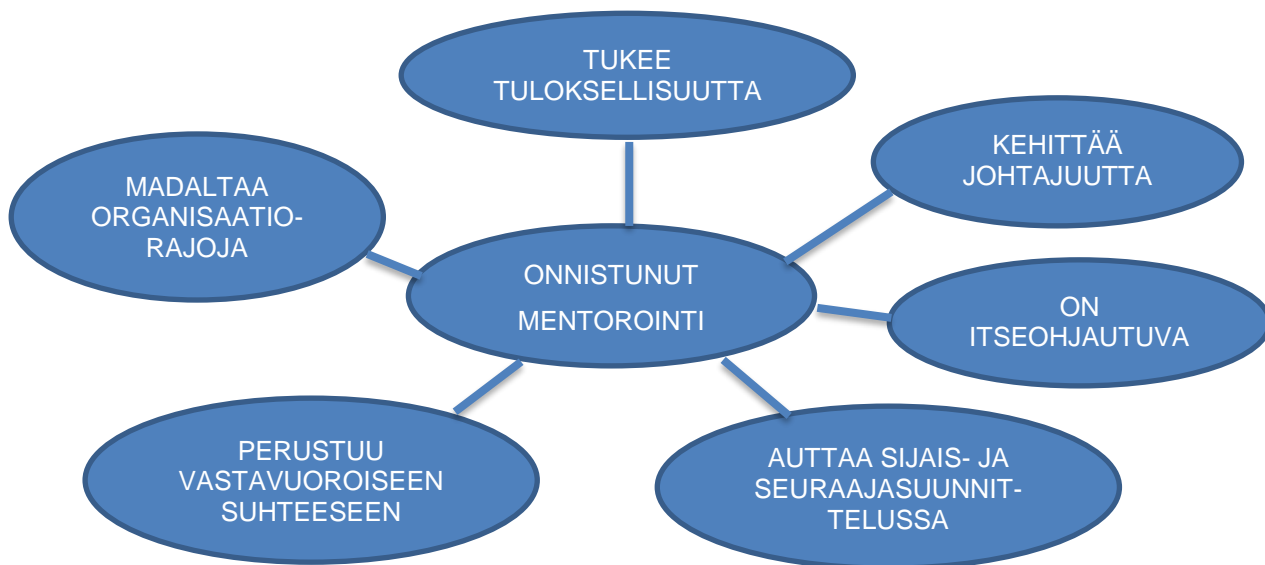 TUKEE
TULOKSELLISUUTTA
KEHITTÄÄ
JOHTAJUUTTA
MADALTAA
ORGANISAATIO-
RAJOJA
ONNISTUNUT
MENTOROINTI
ON
ITSEOHJAUTUVA
PERUSTUU
VASTAVUOROISEEN
SUHTEESEEN
AUTTAA SIJAIS- JA
SEURAAJASUUNNIT-
TELUSSA